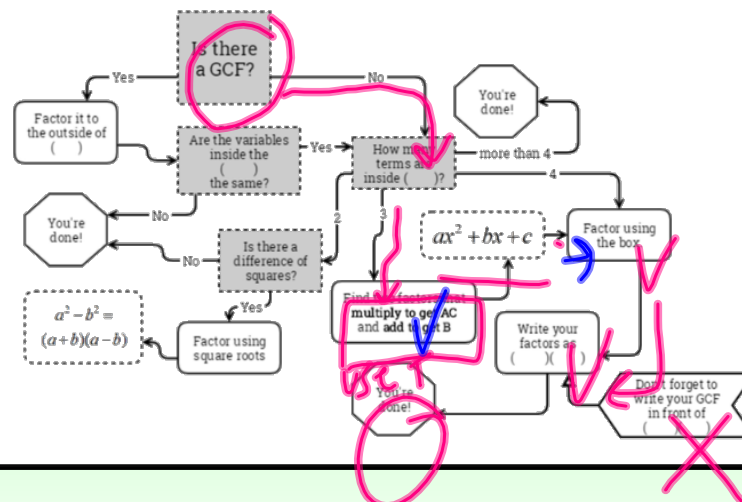 Is there
a GCF?
Yes
No
You're
done!
Factor it to
the outside of
( )
Are the variables
inside the
( )
the same?
Yes
How many
terms are
inside ( )?
more than 4
4
No
2
3
You're
done!
Is there a
difference of
squares?
No
Yes
ax² + bx + c
Factor using
the box
Find
multiply to get AC
and add to get B
a² – b² =
(a+b)(a–b)
Factor using
square roots
Write your
factors as
( )( )
You're
done!
Don't forget to
write your GCF
in front of
( )